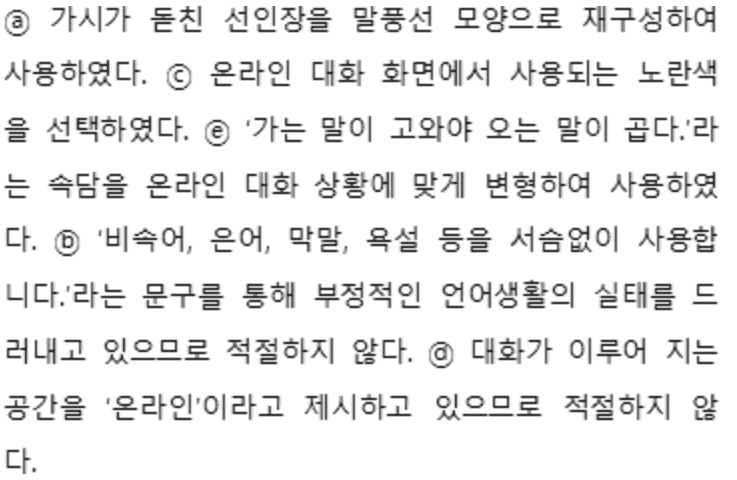 ⓐ 가시가 돋친 선인장을 말풍선 모양으로 재구성하여
사용하였다. ⓒ 온라인 대화 화면에서 사용되는 노란색
을 선택하였다. ⓔ ‘가는 말이 고와야 오는 말이 곱다.’라
는 속담을 온라인 대화 상황에 맞게 변형하여 사용하였
다. ⓑ ‘비속어, 은어, 막말, 욕설 등을 서슴없이 사용합
니다.’라는 문구를 통해 부정적인 언어생활의 실태를 드
러내고 있으므로 적절하지 않다. ⓓ 대화가 이루어 지는
공간을 ‘온라인’이라고 제시하고 있으므로 적절하지 않
다.